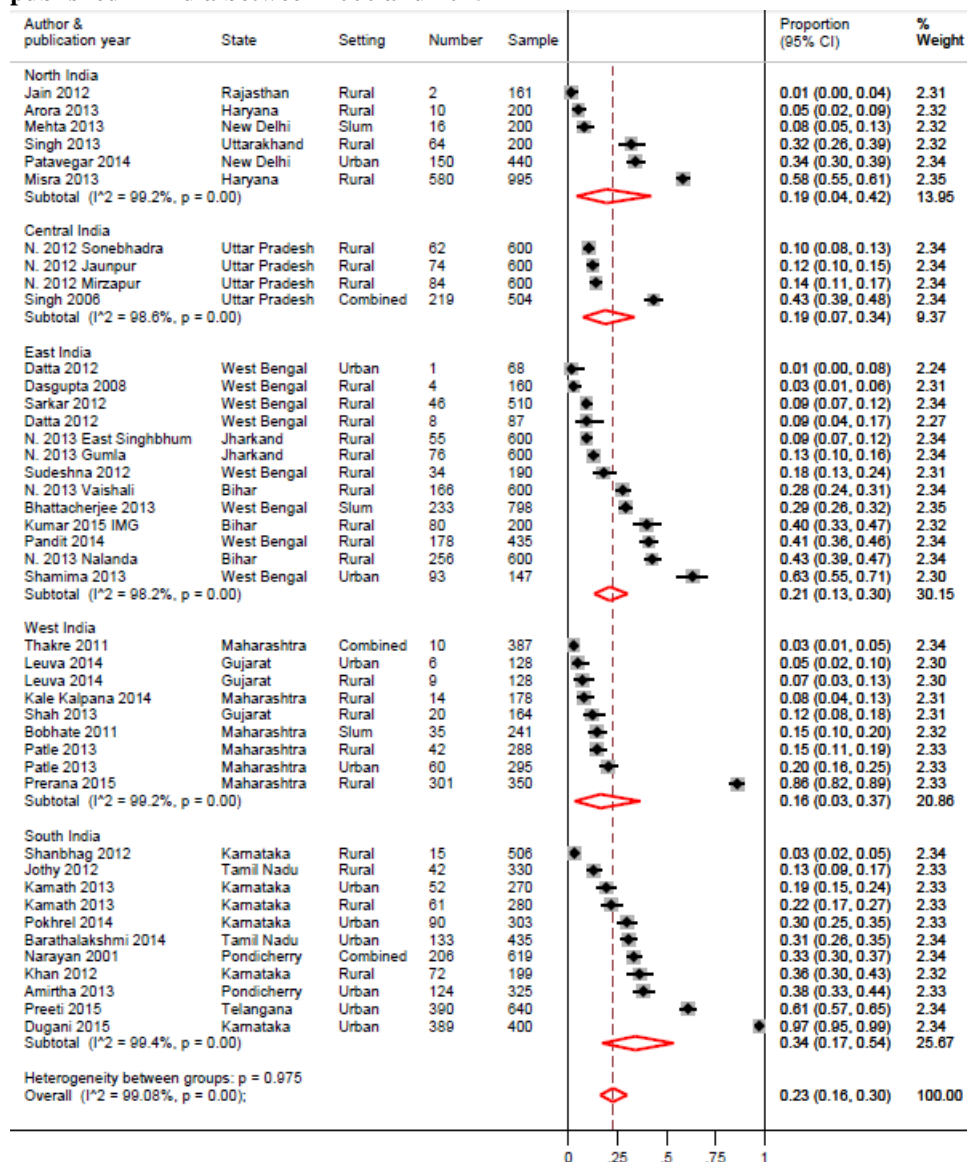 Author & publication year State Setting Number Sample Proportion (95% CI) % Weight
North India
Jain 2012 Rajasthan Rural 2 161 0.01 (0.00, 0.04) 2.31
Arora 2013 Haryana Rural 10 200 0.05 (0.02, 0.09) 2.32
Mehta 2013 New Delhi Slum 16 200 0.08 (0.05, 0.13) 2.32
Singh 2013 Uttarakhand Rural 64 200 0.32 (0.26, 0.39) 2.32
Patavegar 2014 New Delhi Urban 150 440 0.34 (0.30, 0.39) 2.34
Misra 2013 Haryana Rural 580 995 0.58 (0.55, 0.61) 2.35
Subtotal (I^2 = 99.2%, p = 0.00) 0.19 (0.04, 0.42) 13.95
Central India
N. 2012 Sonebhadra Uttar Pradesh Rural 62 600 0.10 (0.08, 0.13) 2.34
N. 2012 Jaunpur Uttar Pradesh Rural 74 600 0.12 (0.10, 0.15) 2.34
N. 2012 Mirzapur Uttar Pradesh Rural 84 600 0.14 (0.11, 0.17) 2.34
Singh 2006 Uttar Pradesh Combined 219 504 0.43 (0.39, 0.48) 2.34
Subtotal (I^2 = 98.6%, p = 0.00) 0.19 (0.07, 0.34) 9.37
East India
Datta 2012 West Bengal Urban 1 68 0.01 (0.00, 0.08) 2.24
Dasgupta 2008 West Bengal Rural 4 160 0.03 (0.01, 0.06) 2.31
Sarkar 2012 West Bengal Rural 46 510 0.09 (0.07, 0.12) 2.34
Datta 2012 West Bengal Rural 8 87 0.09 (0.04, 0.17) 2.27
N. 2013 East Singhbhum Jharkand Rural 55 600 0.09 (0.07, 0.12) 2.34
N. 2013 Gumla Jharkand Rural 76 600 0.13 (0.10, 0.16) 2.34
Sudeshna 2012 West Bengal Rural 34 190 0.18 (0.13, 0.24) 2.31
N. 2013 Vaishali Bihar Rural 166 600 0.28 (0.24, 0.31) 2.34
Bhattacherjee 2013 West Bengal Slum 233 798 0.29 (0.26, 0.32) 2.35
Kumar 2015 IMG Bihar Rural 80 200 0.40 (0.33, 0.47) 2.32
Pandit 2014 West Bengal Rural 178 435 0.41 (0.36, 0.46) 2.34
N. 2013 Nalanda Bihar Rural 256 600 0.43 (0.39, 0.47) 2.34
Shamima 2013 West Bengal Urban 93 147 0.63 (0.55, 0.71) 2.30
Subtotal (I^2 = 98.2%, p = 0.00) 0.21 (0.13, 0.30) 30.15
West India
Thakre 2011 Maharashtra Combined 10 387 0.03 (0.01, 0.05) 2.34
Leuva 2014 Gujarat Urban 6 128 0.05 (0.02, 0.10) 2.30
Leuva 2014 Gujarat Rural 9 128 0.07 (0.03, 0.13) 2.30
Kale Kalpana 2014 Maharashtra Rural 14 178 0.08 (0.04, 0.13) 2.31
Shah 2013 Gujarat Rural 20 164 0.12 (0.08, 0.18) 2.31
Bobhate 2011 Maharashtra Slum 35 241 0.15 (0.10, 0.20) 2.32
Patle 2013 Maharashtra Rural 42 288 0.15 (0.11, 0.19) 2.33
Patle 2013 Maharashtra Urban 60 295 0.20 (0.16, 0.25) 2.33
Prerana 2015 Maharashtra Rural 301 350 0.86 (0.82, 0.89) 2.33
Subtotal (I^2 = 99.2%, p = 0.00) 0.16 (0.03, 0.37) 20.86
South India
Shanbhag 2012 Karnataka Rural 15 506 0.03 (0.02, 0.05) 2.34
Jothy 2012 Tamil Nadu Rural 42 330 0.13 (0.09, 0.17) 2.33
Kamath 2013 Karnataka Urban 52 270 0.19 (0.15, 0.24) 2.33
Kamath 2013 Karnataka Rural 61 280 0.22 (0.17, 0.27) 2.33
Pokhrel 2014 Karnataka Urban 90 303 0.30 (0.25, 0.35) 2.33
Barathalakshmi 2014 Tamil Nadu Urban 133 435 0.31 (0.26, 0.35) 2.34
Narayan 2001 Pondicherry Combined 206 619 0.33 (0.30, 0.37) 2.34
Khan 2012 Karnataka Rural 72 199 0.36 (0.30, 0.43) 2.32
Amirtha 2013 Pondicherry Urban 124 325 0.38 (0.33, 0.44) 2.33
Preeti 2015 Telangana Urban 390 640 0.61 (0.57, 0.65) 2.34
Dugani 2015 Karnataka Urban 389 400 0.97 (0.95, 0.99) 2.34
Subtotal (I^2 = 99.4%, p = 0.00) 0.34 (0.17, 0.54) 25.67
Heterogeneity between groups: p = 0.975
Overall (I^2 = 99.08%, p = 0.00); 0.23 (0.16, 0.30) 100.00
0 .25 .5 .75 1